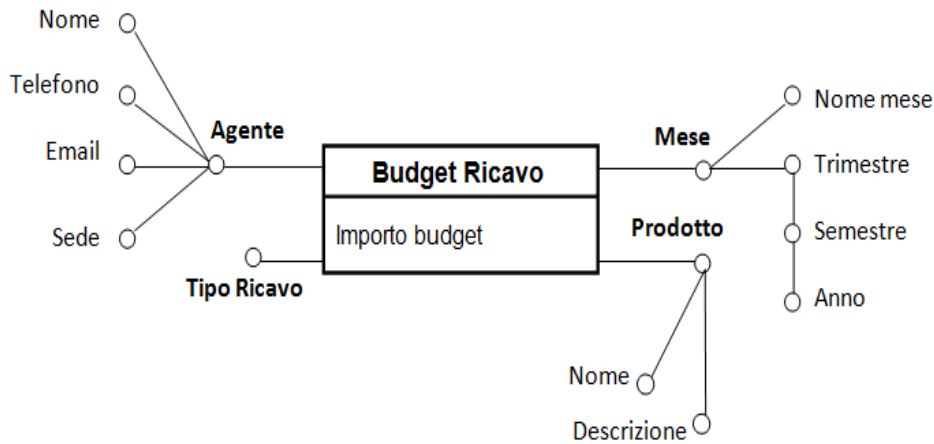 Nome
Telefono
Email
Sede
Agente
Tipo Ricavo
Budget Ricavo
Importo budget
Mese
Nome mese
Trimestre
Semestre
Anno
Prodotto
Nome
Descrizione